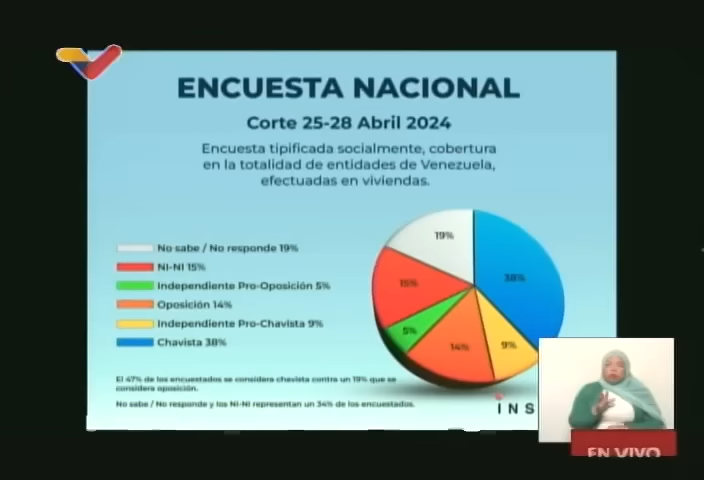 ENCUESTA NACIONAL
Corte 25-28 Abril 2024
Encuesta tipificada socialmente, cobertura
en la totalidad de entidades de Venezuela,
efectuadas en viviendas.
No sabe / No responde 19%
NI-NI 15%
Independiente Pro-Oposición 5%
Oposición 14%
Independiente Pro-Chavista 9%
Chavista 38%
19%
38%
15%
5%
14%
9%
El 47% de los encuestados se considera chavista contra un 19% que se
considera oposición.
No sabe / No responde y los NI-NI representan un 34% de los encuestados.
INS
EN VIVO